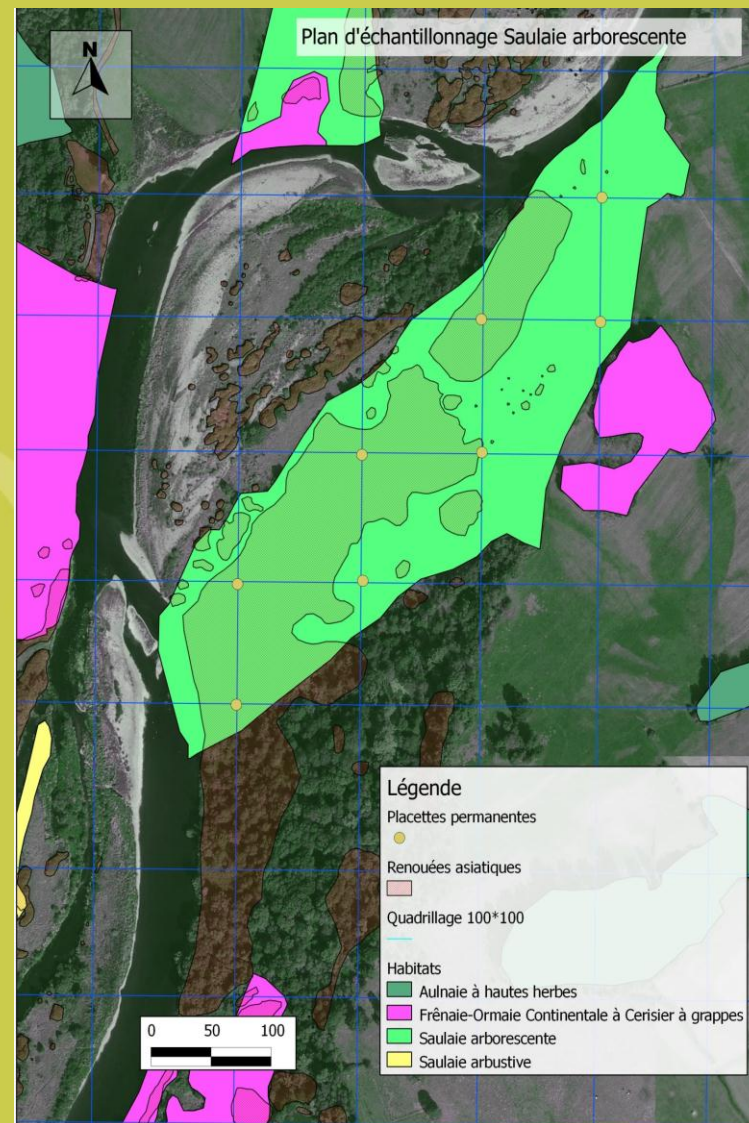 Plan d'échantillonnage Saulaie arborescente
N
Légende
Placettes permanentes
Renouées asiatiques
Quadrillage 100*100
Habitats
Aulnaie à hautes herbes
Frênaie-Ormaie Continentale à Cerisier à grappes
Saulaie arborescente
Saulaie arbustive
0 50 100